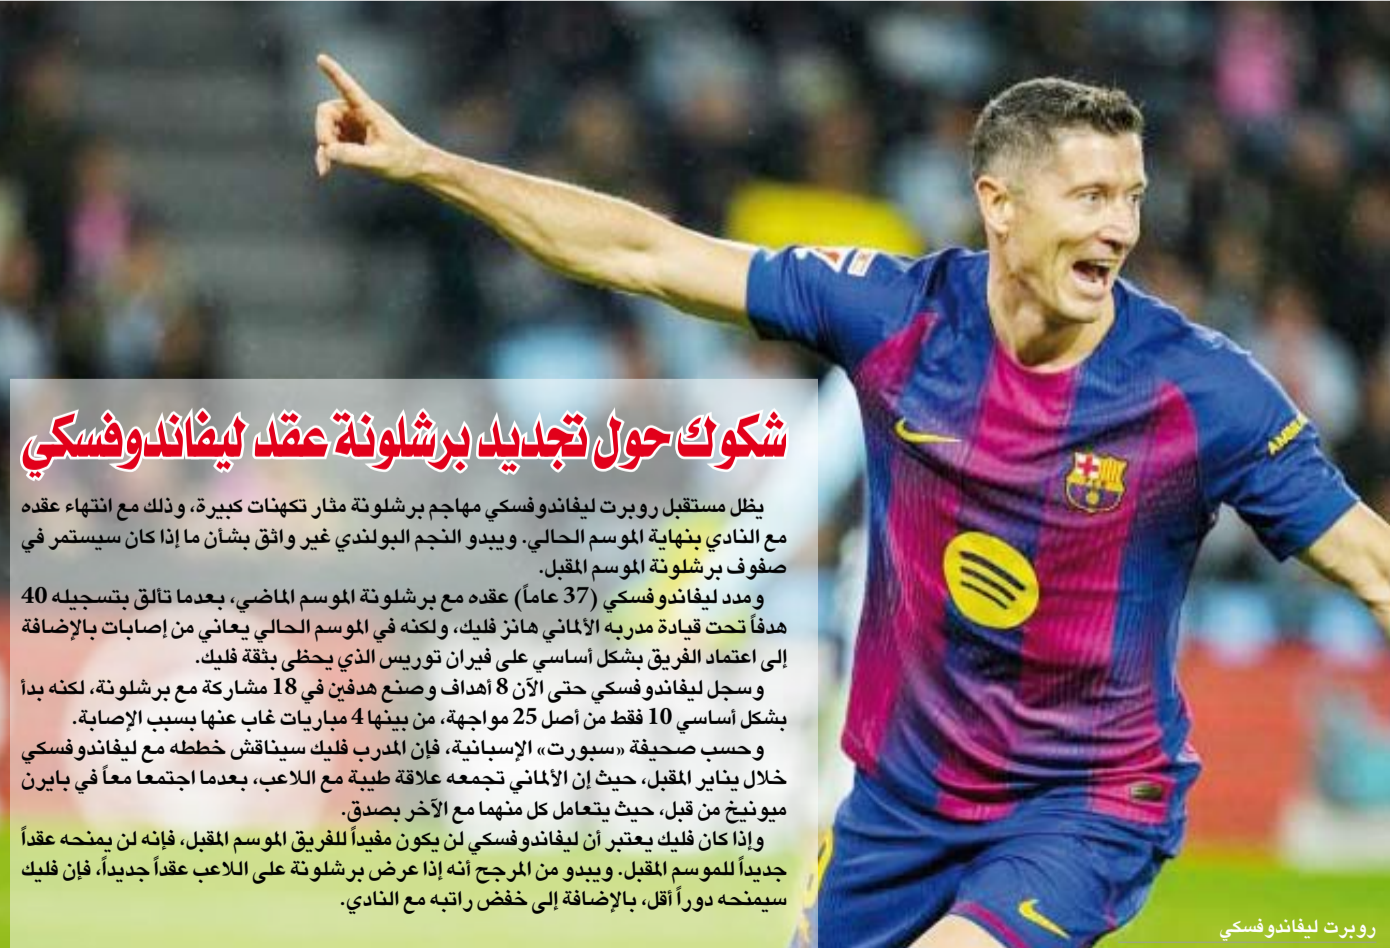 شكوك حول تجديد برشلونة عقد ليفاندوفسكي
يظل مستقبل روبرت ليفاندوفسكي مهاجم برشلونة مثار تكهنات كبيرة، وذلك مع انتهاء عقده
مع النادي بنهاية الموسم الحالي. ويبدو النجم البولندي غير واثق بشأن ما إذا كان سيستمر في
صفوف برشلونة الموسم المقبل.
ومدد ليفاندوفسكي (37 عاماً) عقده مع برشلونة الموسم الماضي، بعدما تألق بتسجيله 40
هدفاً تحت قيادة مدربه الألماني هانز فليك، ولكنه في الموسم الحالي يعاني من إصابات بالإضافة
إلى اعتماد الفريق بشكل أساسي على فيران توريس الذي يحظى بثقة فليك.
وسجل ليفاندوفسكي حتى الآن 8 أهداف وصنع هدفين في 18 مشاركة مع برشلونة، لكنه بدأ
بشكل أساسي 10 فقط من أصل 25 مواجهة، من بينها 4 مباريات غاب عنها بسبب الإصابة.
وحسب صحيفة «سبورت» الإسبانية، فإن المدرب فليك سيناقش خططه مع ليفاندوفسكي
خلال يناير المقبل، حيث إن الألماني تجمعه علاقة طيبة مع اللاعب، بعدما اجتمعا معاً في بايرن
ميونيخ من قبل، حيث يتعامل كل منهما مع الآخر بصدق.
وإذا كان فليك يعتبر أن ليفاندوفسكي لن يكون مفيداً للفريق الموسم المقبل، فإنه لن يمنحه عقداً
جديداً للموسم المقبل. ويبدو من المرجح أنه إذا عرض برشلونة على اللاعب عقداً جديداً، فإن فليك
سيمنحه دوراً أقل، بالإضافة إلى خفض راتبه مع النادي.
روبرت ليفاندوفسكي